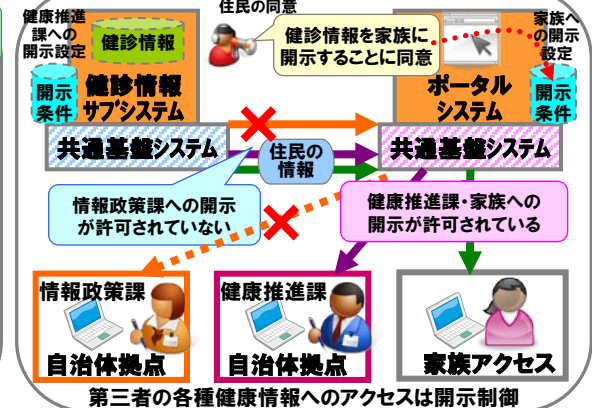 住民の同意
健康推進
課への
開示設定
健診情報
健診情報を家族に
開示することに同意
家族へ
の開示
設定
開示
条件
健診情報
サブシステム
ポータル
システム
開示
条件
共通基盤システム
住民の
情報
共通基盤システム
情報政策課への開示
が許可されていない
健康推進課・家族への
開示が許可されている
情報政策課
自治体拠点
健康推進課
自治体拠点
家族アクセス
第三者の各種健康情報へのアクセスは開示制御